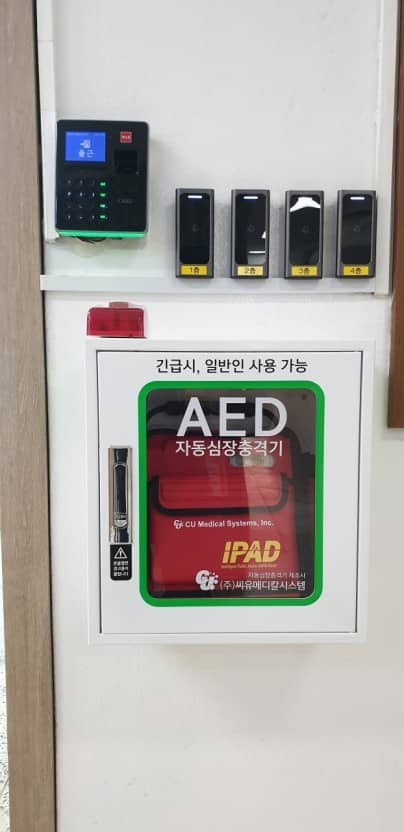 출근
1층
2층
3층
4층
긴급시, 일반인 사용 가능
AED
자동심장충격기
CU Medical Systems, Inc.
IPAD
자동심장충격기 제조사
(주)씨유메디칼시스템